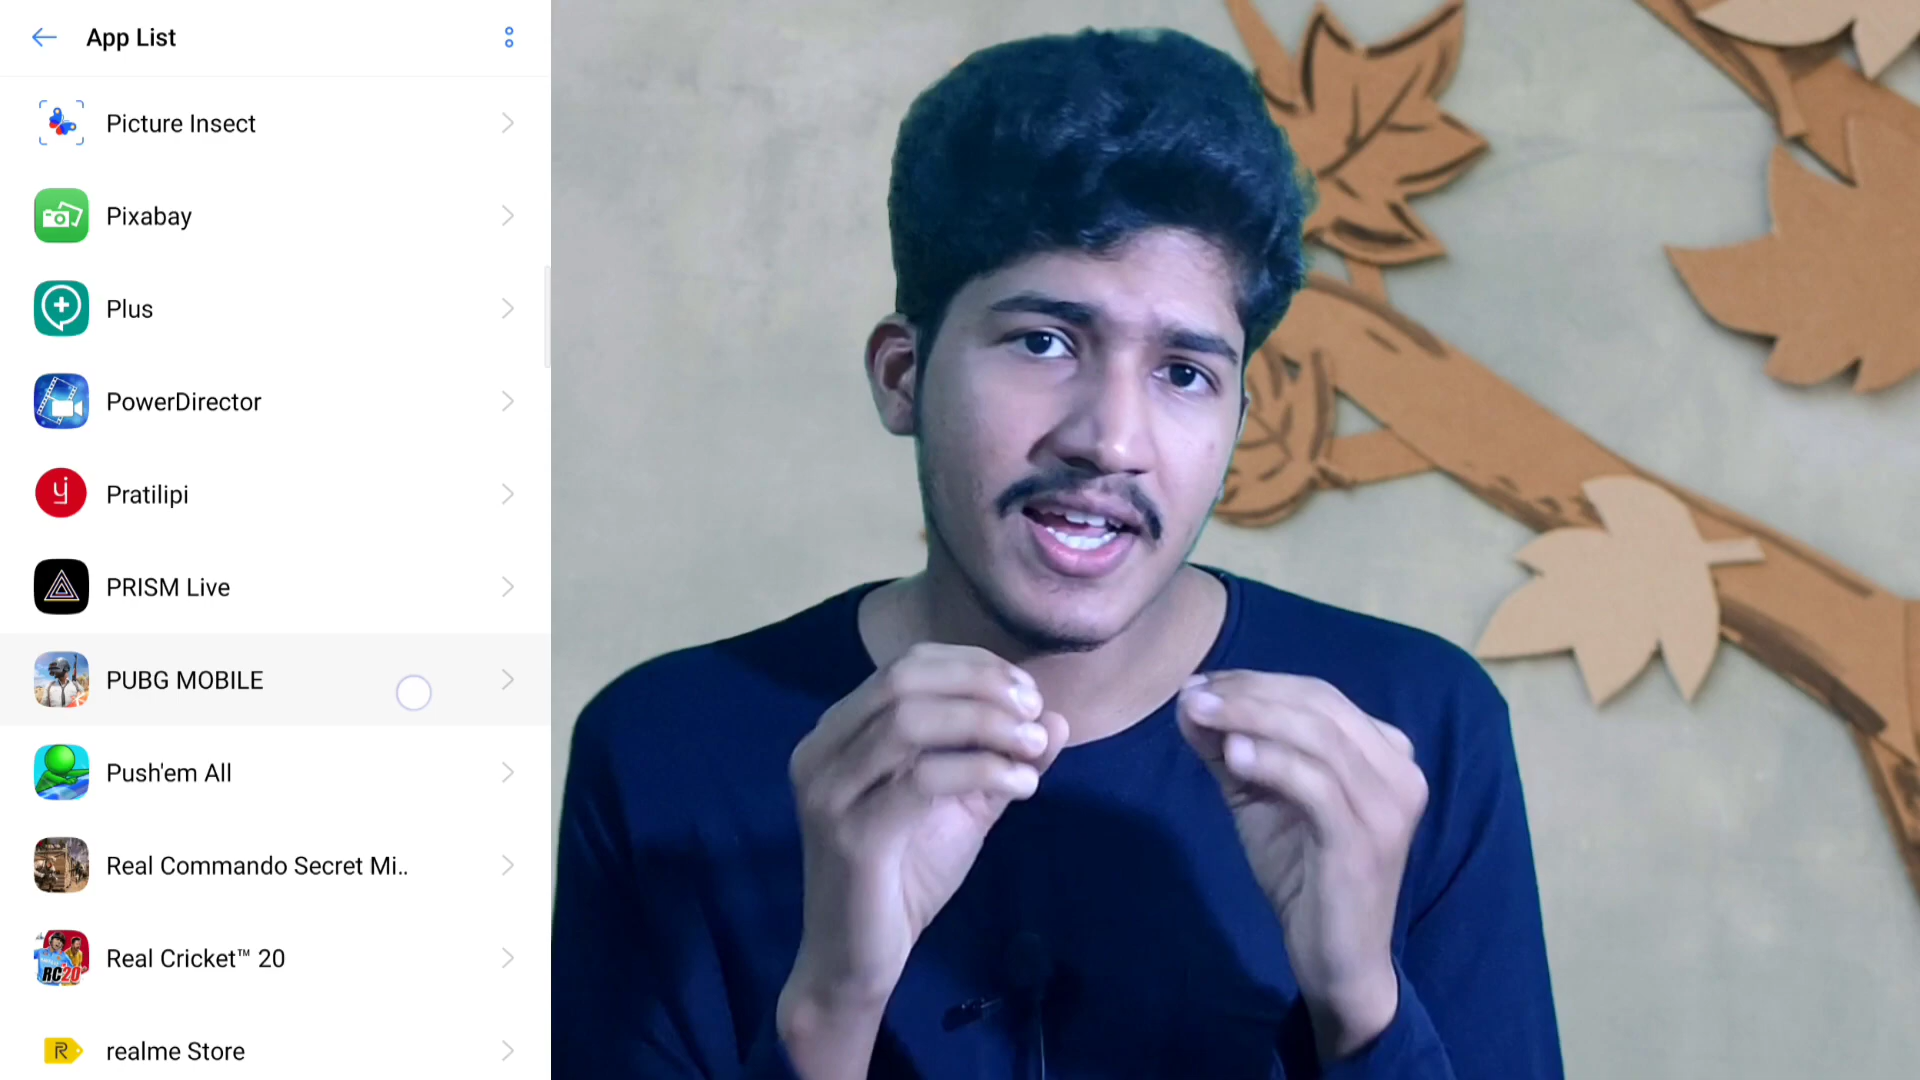 App List
Picture Insect
Pixabay
Plus
PowerDirector
Pratilipi
PRISM Live
PUBG MOBILE
Push'em All
Real Commando Secret Mi..
Real Cricket™ 20
RC20
R
realme Store